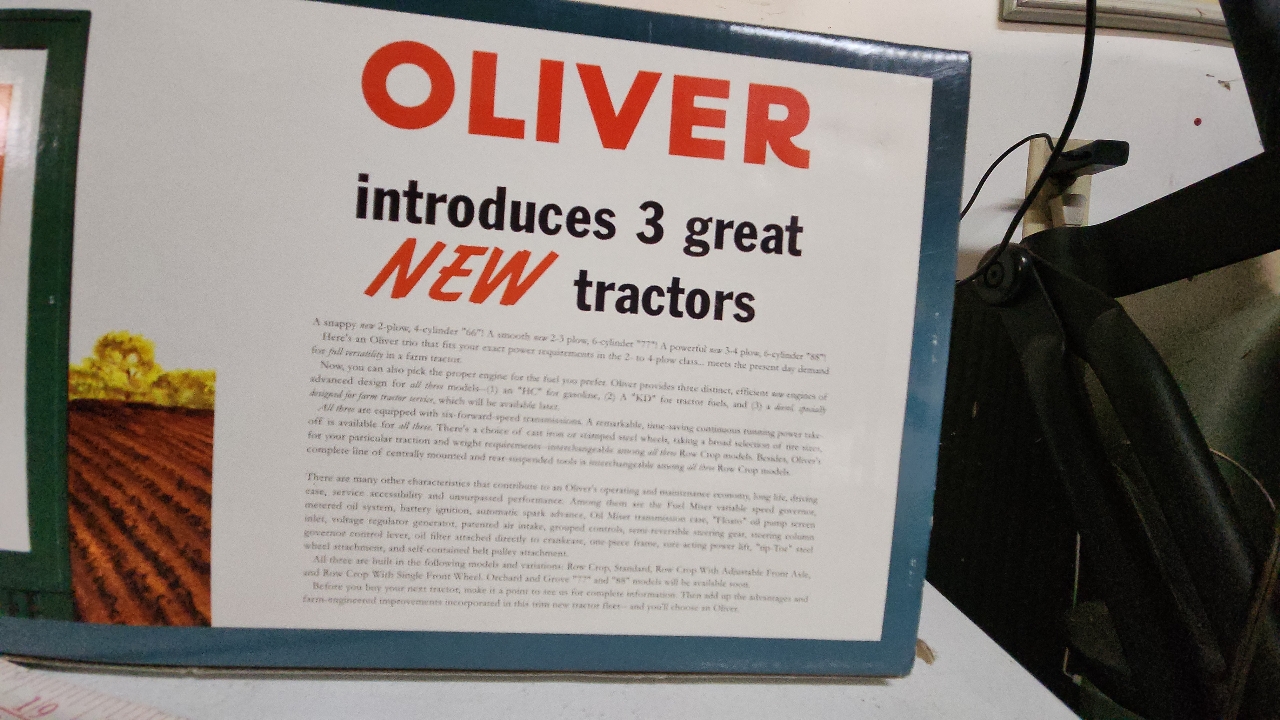 OLIVER
introduces 3 great
NEW tractors
A snappy new 2-plow, 4-cylinder "66"! A smooth new 2-3 plow, 6-cylinder "77"! A powerful new 3-4 plow, 6-cylinder "88"!
Here's an Oliver trio that fits your exact power requirements in the 2- to 4-plow class... meets the present day demand
for full versatility in a farm tractor.
Now, you can also pick the proper engine for the fuel you prefer. Oliver provides three distinct, efficient new engines of
advanced design for all three models—(1) an "HC" for gasoline, (2) A "KD" for tractor fuels, and (3) a diesel, specially
designed for farm tractor service, which will be available later.
All three are equipped with six-forward-speed transmissions. A remarkable, time-saving continuous running power take-
off is available for all three. There's a choice of cast iron or stamped steel wheels, taking a broad selection of tire sizes,
for your particular traction and weight requirements—interchangeable among all three Row Crop models. Besides, Oliver's
complete line of centrally mounted and rear-suspended tools is interchangeable among all three Row Crop models.
There are many other characteristics that contribute to an Oliver's operating and maintenance economy, long life, driving
ease, service accessibility and unsurpassed performance. Among them are the Fuel Miser variable speed governor,
metered oil system, battery ignition, automatic spark advance, Oil Miser transmission case, "Floato" oil pump screen
inlet, voltage regulator generator, patented air intake, grouped controls, semi-reversible steering gear, steering column
governor control lever, oil filter attached directly to crankcase, one-piece frame, sure-acting power lift, "tip-Toe" steel
wheel attachment, and self-contained belt pulley attachment.
All three are built in the following models and variations: Row Crop, Standard, Row Crop With Adjustable Front Axle,
and Row Crop With Single Front Wheel. Orchard and Grove "77" and "88" models will be available soon.
Before you buy your next tractor, make it a point to see us for complete information. Then add up the advantages and
farm-engineered improvements incorporated in this trim new tractor fleet—and you'll choose an Oliver.
19